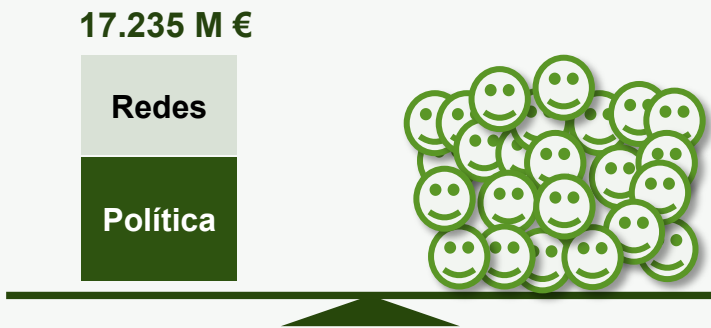 17.235 M €
Redes
Política